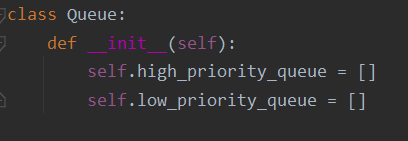 class Queue:
    def __init__(self):
        self.high_priority_queue = []
        self.low_priority_queue = []